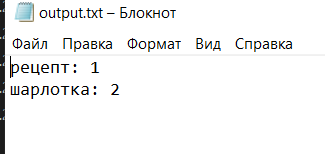 output.txt – Блокнот
Файл Правка Формат Вид Справка
рецепт: 1
шарлотка: 2